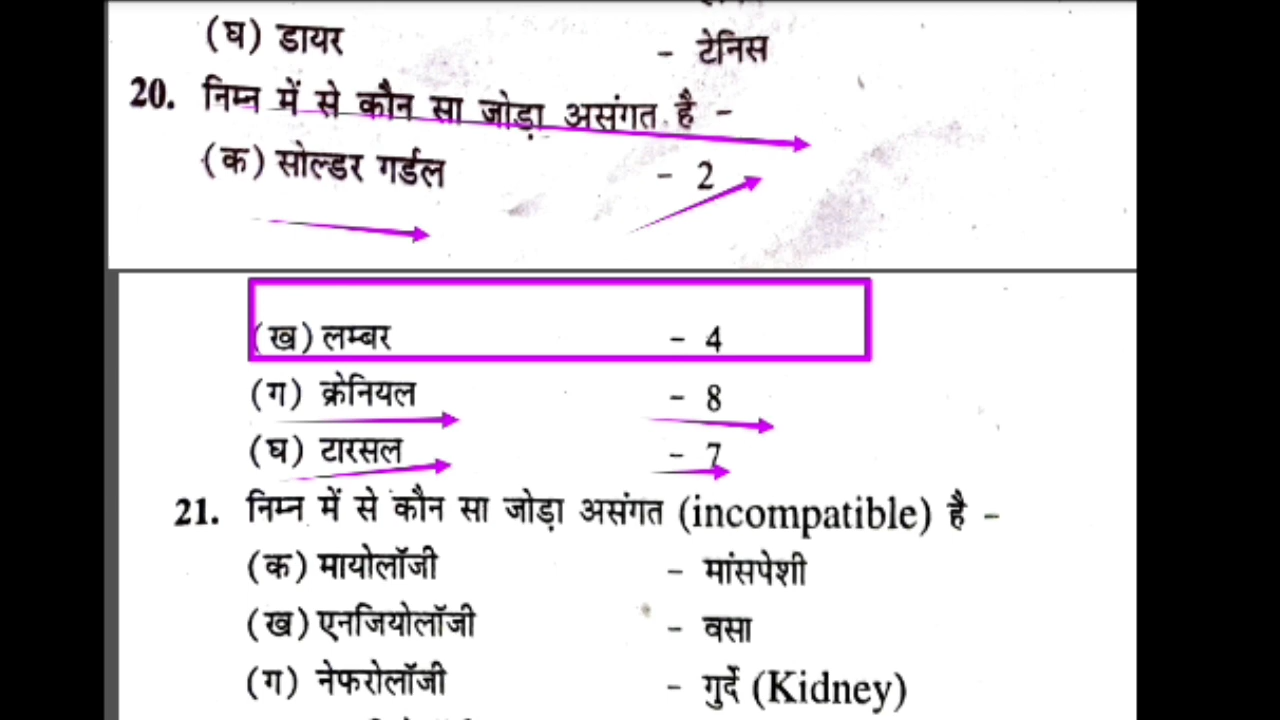 (घ) डायर - टेनिस
20. निम्न में से कौन सा जोड़ा असंगत है -
(क) सोल्डर गर्डल - 2
(ख) लम्बर - 4
(ग) क्रेनियल - 8
(घ) टारसल - 7
21. निम्न में से कौन सा जोड़ा असंगत (incompatible) है -
(क) मायोलॉजी - मांसपेशी
(ख) एनजियोलॉजी - वसा
(ग) नेफरोलॉजी - गुर्दे (Kidney)